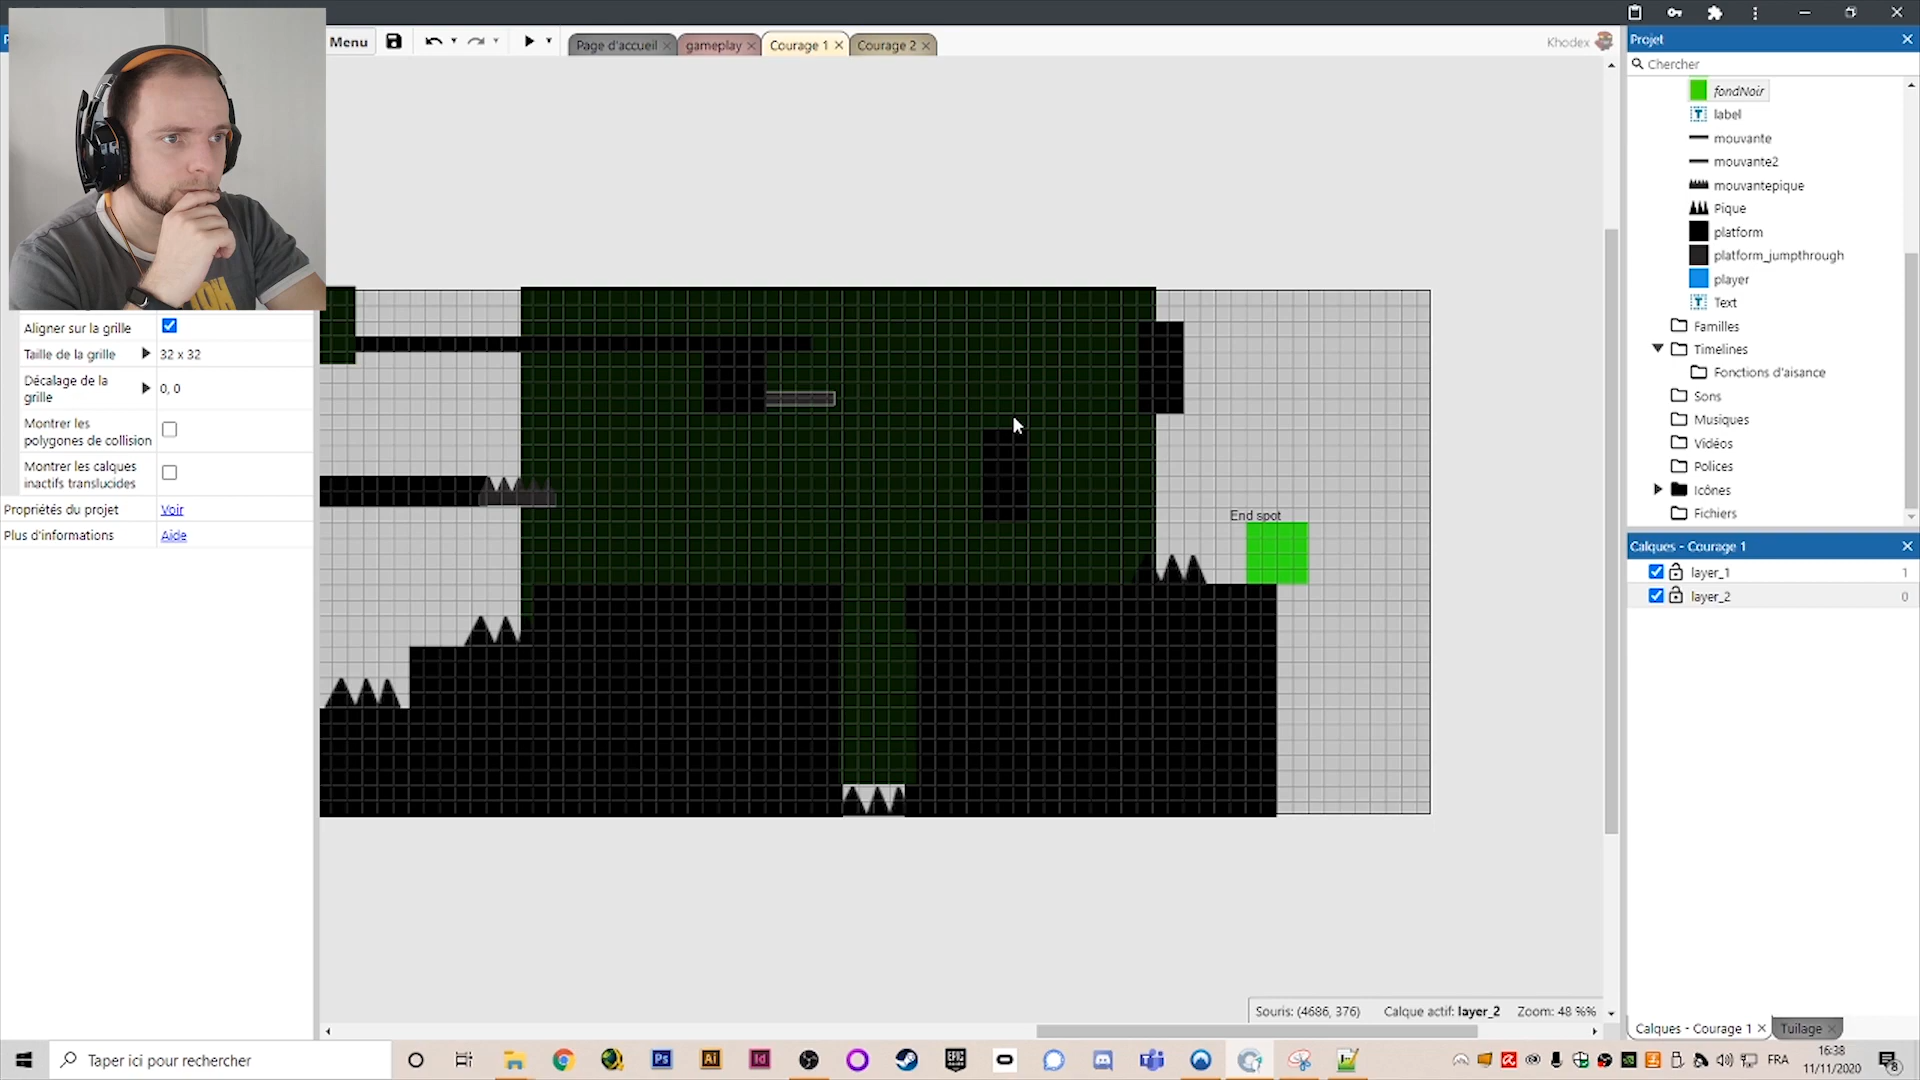 Menu
Page d'accueil
gameplay
Courage 1
Courage 2
Khodex
Projet
Chercher
fondNoir
label
mouvante
mouvante2
mouvantepique
Pique
platform
platform_jumpthrough
player
Text
Familles
Timelines
Fonctions d'aisance
Sons
Musiques
Vidéos
Polices
Icônes
Fichiers
Aligner sur la grille
Taille de la grille
32 x 32
Décalage de la
grille
0, 0
Montrer les
polygones de collision
Montrer les calques
inactifs translucides
Propriétés du projet
Voir
Plus d'informations
Aide
End spot
Calques - Courage 1
layer_1
1
layer_2
0
Souris: (4686, 376)
Calque actif: layer_2
Zoom: 48 %%
Calques - Courage 1
Tuilage
Taper ici pour rechercher
Ps
Ai
Id
EPIC
FRA
16:38
11/11/2020
8